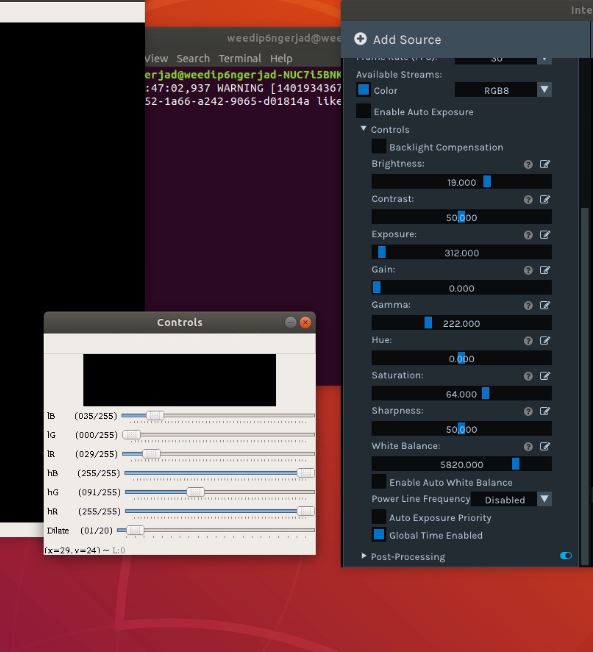 Inte
weedip6ngerjad@wee
View Search Terminal Help
erjad@weedip6ngerjad-NUC7i5BNK
:47:02,937 WARNING [1401934367
52-1a66-a242-9065-d01814a like
Add Source
Frame Rate (FPS):
30
Available Streams:
Color
RGB8
Enable Auto Exposure
Controls
Backlight Compensation
Brightness:
19.000
Contrast:
50.000
Exposure:
312.000
Gain:
0.000
Gamma:
222.000
Hue:
0.000
Saturation:
64.000
Sharpness:
50.000
White Balance:
5820.000
Enable Auto White Balance
Power Line Frequency
Disabled
Auto Exposure Priority
Global Time Enabled
Post-Processing
Controls
lB (035/255)
lG (000/255)
lR (029/255)
hB (255/255)
hG (091/255)
hR (255/255)
Dilate (01/20)
(x=29, y=24) ~ L:0